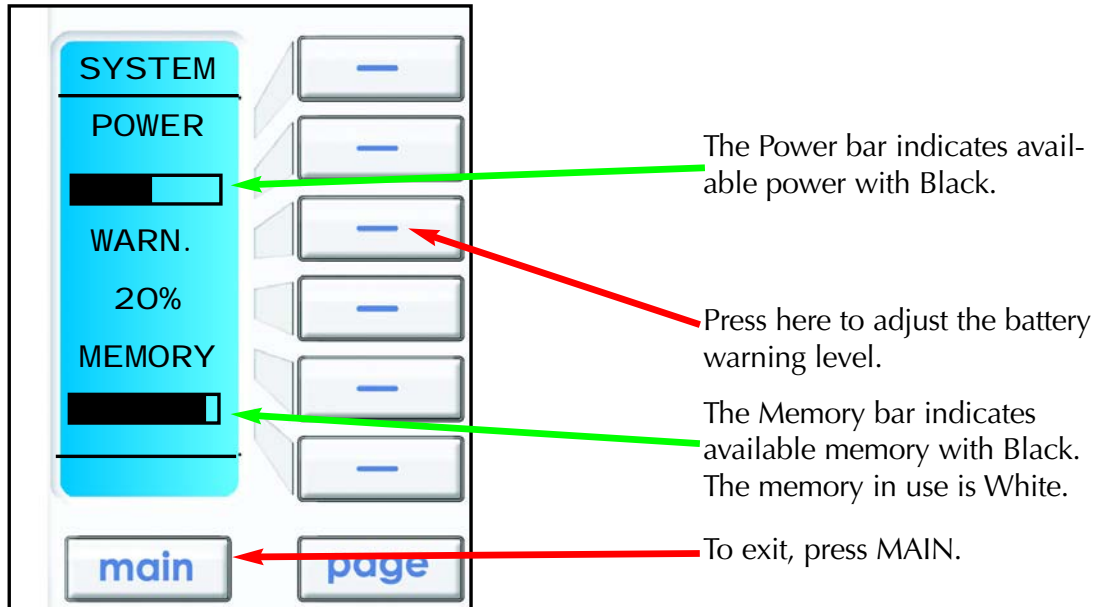 SYSTEM
POWER
WARN.
20%
MEMORY
main
page
The Power bar indicates avail-
able power with Black.
Press here to adjust the battery
warning level.
The Memory bar indicates
available memory with Black.
The memory in use is White.
To exit, press MAIN.